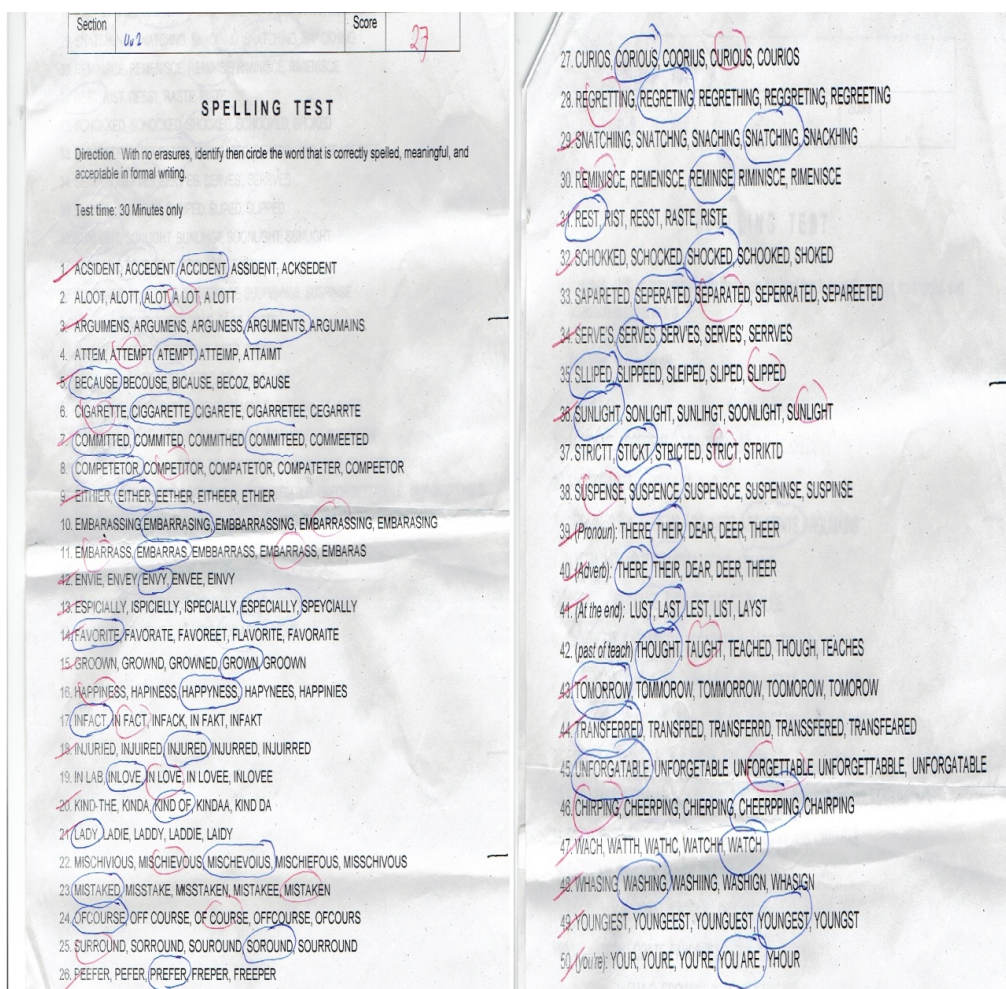 Section
Score
27
SPELLING TEST
Direction. With no erasures, identify then circle the word that is correctly spelled, meaningful, and
acceptable in formal writing.
Test time: 30 Minutes only
1. ACSIDENT, ACCEDENT, ACCIDENT, ASSIDENT, ACKSEDENT
2. ALOOT, ALOTT, ALOT, A LOT, A LOTT
3. ARGUIMENS, ARGUMENS, ARGUNESS, ARGUMENTS, ARGUMAINS
4. ATTEM, ATTEMPT, ATEMPT, ATTEIMP, ATTAIMT
5. BECAUSE, BECOUSE, BICAUSE, BECOZ, BCAUSE
6. CIGARETTE, CIGGARETTE, CIGARETE, CIGARRETEE, CEGARRTE
7. COMMITTED, COMMITED, COMMITHED, COMMITEED, COMMEETED
8. COMPETETOR, COMPETITOR, COMPATETOR, COMPATETER, COMPEETOR
9. EITHIER, EITHER, EETHER, EITHEER, ETHIER
10. EMBARASSING, EMBARRASING, EMBBARRASSING, EMBARRASSING, EMBARASING
11. EMBARRASS, EMBARRAS, EMBBARRASS, EMBARRASS, EMBARAS
12. ENVIE, ENVEY, ENVY, ENVEE, EINVY
13. ESPICIALLY, ISPICIELLY, ISPECIALLY, ESPECIALLY, SPEYCIALLY
14. FAVORITE, FAVORATE, FAVOREET, FLAVORITE, FAVORAITE
15. GROOWN, GROWND, GROWNED, GROWN, GROOWN
16. HAPPINESS, HAPINESS, HAPPYNESS, HAPYNEES, HAPPINIES
17. INFACT, IN FACT, INFACK, IN FAKT, INFAKT
18. INJURIED, INJUIRED, INJURED, INJURRED, INJUIRRED
19. IN LAB, INLOVE, IN LOVE, IN LOVEE, INLOVEE
20. KIND-THE, KINDA, KIND OF, KINDAA, KIND DA
21. LADY, LADIE, LADDY, LADDIE, LAIDY
22. MISCHIVIOUS, MISCHIEVOUS, MISCHEVOIUS, MISCHIEFOUS, MISSCHIVOUS
23. MISTAKED, MISSTAKE, MISSTAKEN, MISTAKEE, MISTAKEN
24. OFCOURSE, OFF COURSE, OF COURSE, OFFCOURSE, OFCOURS
25. SURROUND, SORROUND, SOUROUND, SOROUND, SOURROUND
26. PEEFER, PEFER, PREFER, FREPER, FREEPER
27. CURIOS, CORIOUS, COORIUS, CURIOUS, COURIOS
28. REGRETTING, REGRETING, REGRETHING, REGGRETING, REGREETING
29. SNATCHIING, SNATCHNG, SNACHING, SNATCHING, SNACKHING
30. REMINISCE, REMENISCE, REMINISE, RIMINISCE, RIMENISCE
31. REST, RIST, RESST, RASTE, RISTE
32. SCHOKKED, SCHOCKED, SHOCKED, SCHOOKED, SHOKED
33. SAPARETED, SEPERATED, SEPARATED, SEPERRATED, SEPAREETED
34. SERVE'S, SERVES, SERV'ES, SERVES', SERRVES
35. SLLIPED, SLIPPEED, SLEIPED, SLIPED, SLIPPED
36. SUNLIGHT, SONLIGHT, SUNLIHGT, SOONLIGHT, SUNLIGHT
37. STRICTT, STICKT, STRICTED, STRICT, STRIKTD
38. SUSPENSE, SUSPENCE, SUSPENSCE, SUSPENNSE, SUSPINSE
39. (Pronoun): THERE, THEIR, DEAR, DEER, THEER
40. (Adverb): THERE, THEIR, DEAR, DEER, THEER
41. (At the end): LUST, LAST, LEST, LIST, LAYST
42. (past of teach) THOUGHT, TAUGHT, TEACHED, THOUGH, TEACHES
43. TOMORROW, TOMMOROW, TOMMORROW, TOOMOROW, TOMOROW
44. TRANSFERRED, TRANSFRED, TRANSFERRD, TRANSSFERED, TRANSFEARED
45. UNFORGATABLE, UNFORGETABLE UNFORGETTABLE, UNFORGETTABBLE, UNFORGATABLE
46. CHIRPING, CHEERPING, CHIERPING, CHEERPPING, CHAIRPING
47. WACH, WATTH, WATHC, WATCHH, WATCH
48. WHASING, WASHING, WASHIING, WASHIGN, WHASIGN
49. YOUNGIEST, YOUNGEEST, YOUNGUEST, YOUNGEST, YOUNGST
50. (you're): YOUR, YOURE, YOU'RE, YOU ARE, YHOUR